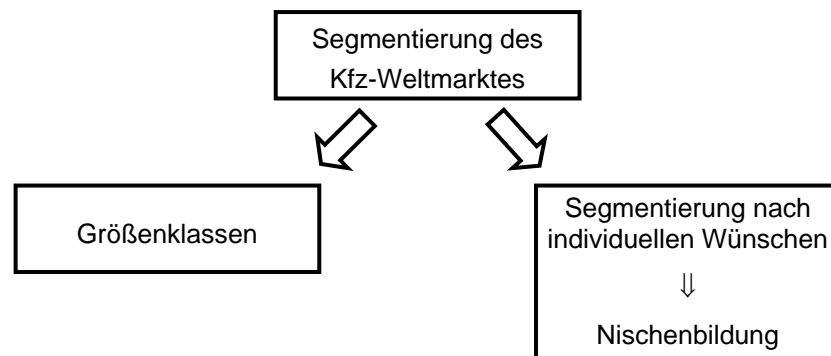 Segmentierung des
Kfz-Weltmarktes
Größenklassen
Segmentierung nach
individuellen Wünschen
⇓
Nischenbildung